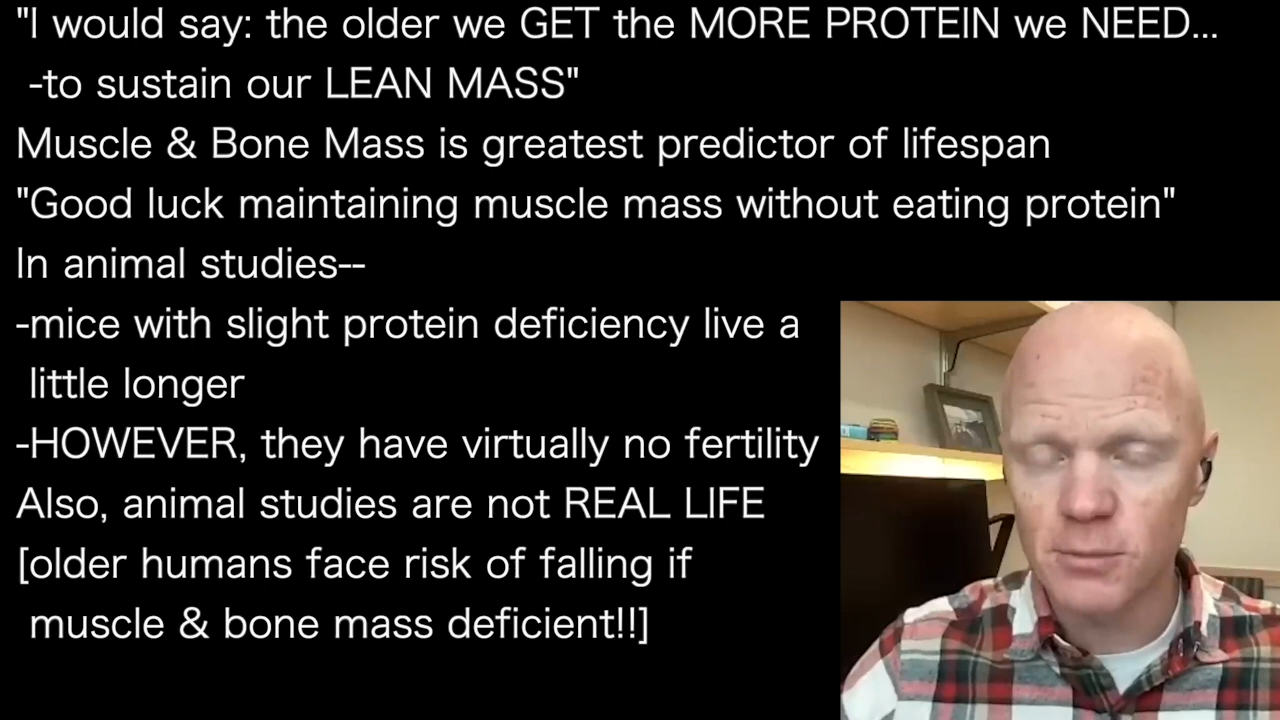 "I would say: the older we GET the MORE PROTEIN we NEED...
-to sustain our LEAN MASS"
Muscle & Bone Mass is greatest predictor of lifespan
"Good luck maintaining muscle mass without eating protein"
In animal studies--
-mice with slight protein deficiency live a
little longer
-HOWEVER, they have virtually no fertility
Also, animal studies are not REAL LIFE
[older humans face risk of falling if
muscle & bone mass deficient!!]